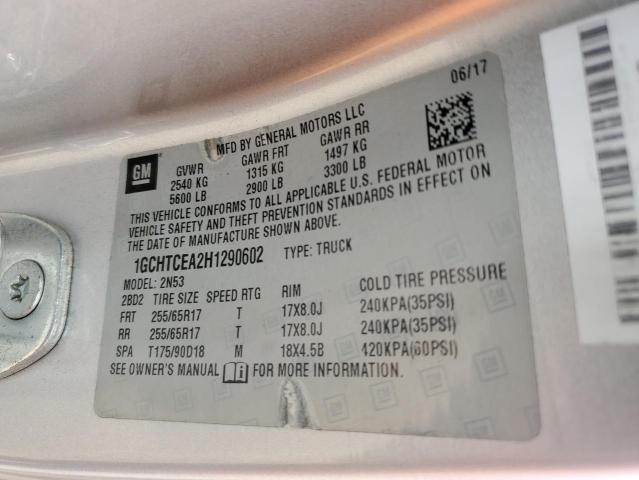 06/17
MFD BY GENERAL MOTORS LLC
GM
GVWR GAWR FRT GAWR RR
2540 KG 1315 KG 1497 KG
5600 LB 2900 LB 3300 LB
THIS VEHICLE CONFORMS TO ALL APPLICABLE U.S. FEDERAL MOTOR
VEHICLE SAFETY AND THEFT PREVENTION STANDARDS IN EFFECT ON
THE DATE OF MANUFACTURE SHOWN ABOVE.
1GCHTCEA2H1290602 TYPE: TRUCK
MODEL: 2N53
2BD2 TIRE SIZE SPEED RTG RIM COLD TIRE PRESSURE
FRT 255/65R17 T 17X8.0J 240KPA(35PSI)
RR 255/65R17 T 17X8.0J 240KPA(35PSI)
SPA T175/90D18 M 18X4.5B 420KPA(60PSI)
SEE OWNER'S MANUAL FOR MORE INFORMATION.